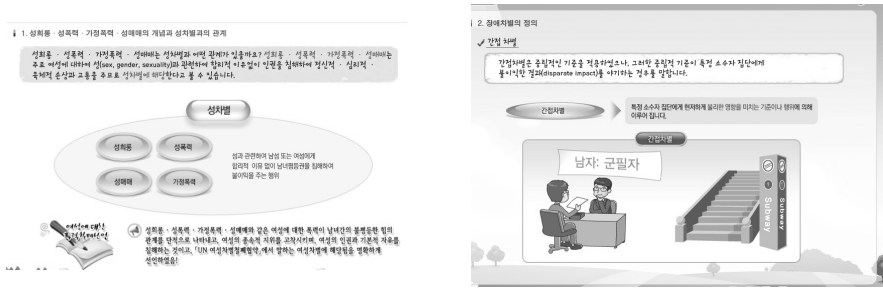 1. 성희롱 · 성폭력 · 가정폭력 · 성매매의 개념과 성차별과의 관계
성희롱 · 성폭력 · 가정폭력 · 성매매는 성차별과 어떤 관계가 있을까요? 성희롱 · 성폭력 · 가정폭력 · 성매매는
주로 여성에 대하여 성(sex, gender, sexuality)과 관련하여 합리적 이유없이 인권을 침해하여 정신적 · 심리적 ·
육체적 손상과 고통을 주므로 성차별에 해당한다고 볼 수 있습니다.
성차별
성희롱
성폭력
성매매
가정폭력
성과 관련하여 남성 또는 여성에게
합리적 이유 없이 남녀평등권을 침해하여
불이익을 주는 행위
여성에 대한
성희롱 · 성폭력 · 가정폭력 · 성매매와 같은 여성에 대한 폭력이 남녀간의 불평등한 힘의
관계를 단적으로 나타내고, 여성의 종속적 지위를 고착시키며, 여성의 인권과 기본적 자유를
침해하는 것이고, 「UN 여성차별철폐협약」에서 말하는 여성차별에 해당됨을 명확하게
선언하였음!
2. 장애차별의 정의
간접 차별
간접차별은 중립적인 기준을 적용하였으나, 그러한 중립적 기준이 특정 소수자 집단에게
불이익한 결과(disparate impact)를 야기하는 경우를 말합니다.
간접차별
특정 소수자 집단에게 현저하게 불리한 영향을 미치는 기준이나 행위에 의해
이루어 집니다.
간접차별
남자: 군필자
Subway
Subway